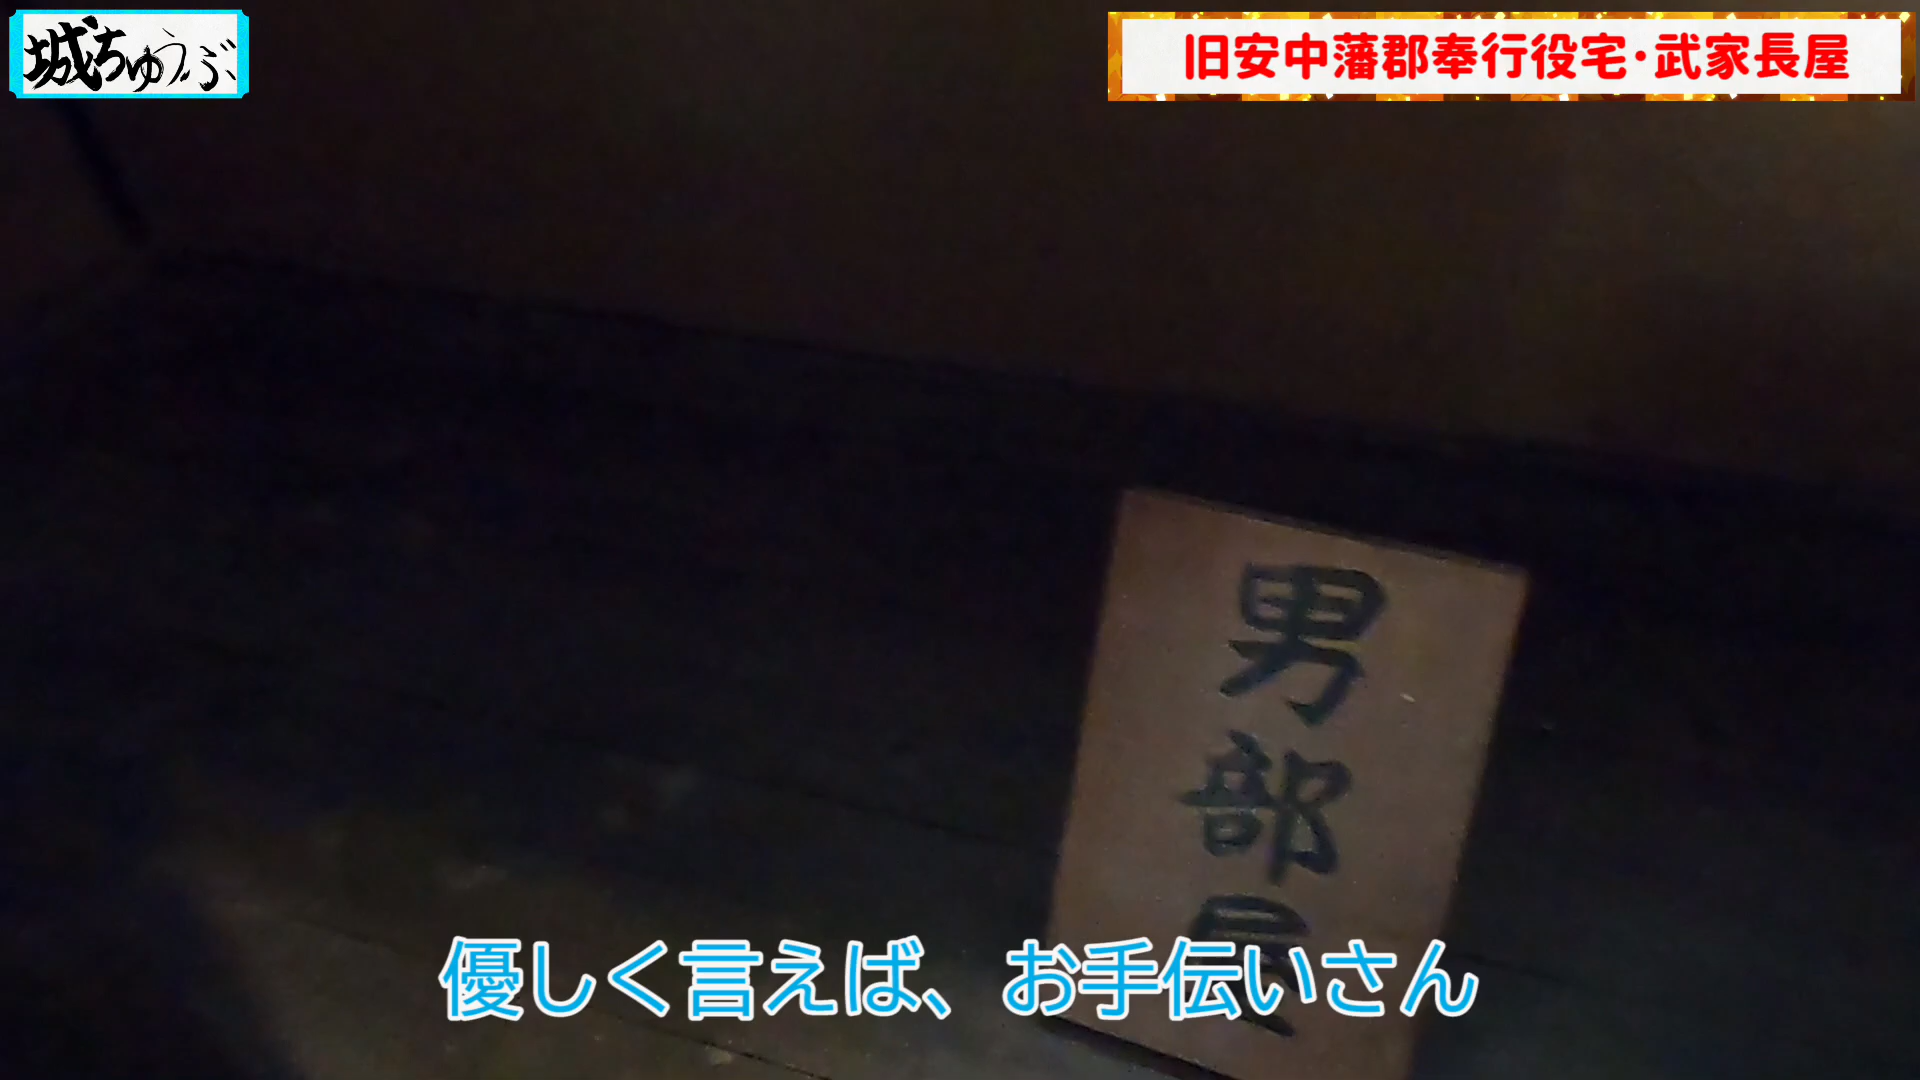 城ちゅうぶ
旧安中藩郡奉行役宅・武家長屋
男部屋
優しく言えば、お手伝いさん